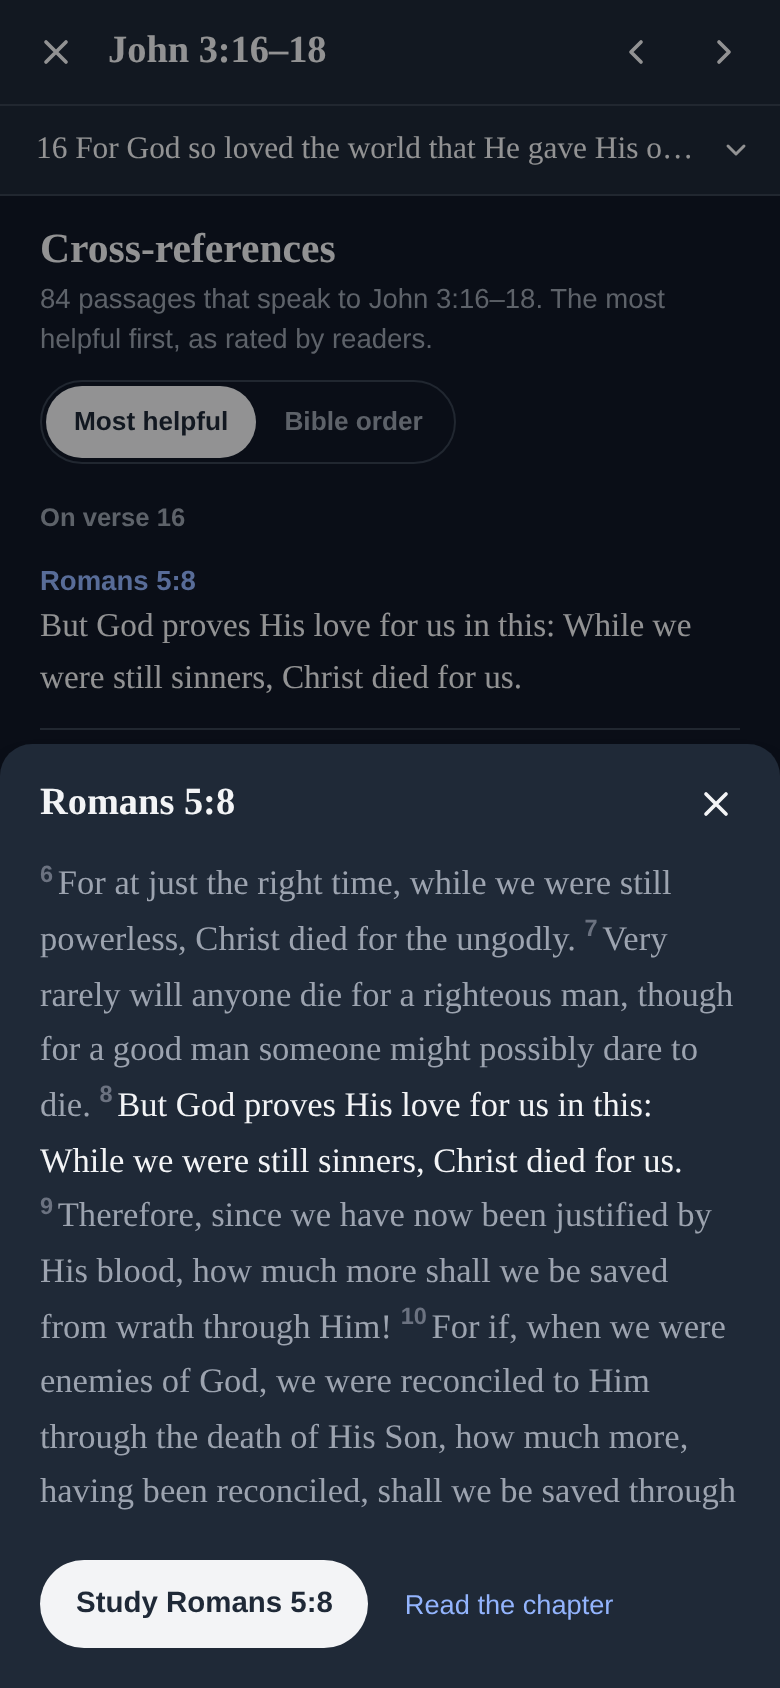 John 3:16–18
16 For God so loved the world that He gave His o…
Cross-references
84 passages that speak to John 3:16–18. The most
helpful first, as rated by readers.
Most helpful
Bible order
On verse 16
Romans 5:8
But God proves His love for us in this: While we
were still sinners, Christ died for us.
Romans 5:8
6 For at just the right time, while we were still
powerless, Christ died for the ungodly. 7 Very
rarely will anyone die for a righteous man, though
for a good man someone might possibly dare to
die. 8 But God proves His love for us in this:
While we were still sinners, Christ died for us.
9 Therefore, since we have now been justified by
His blood, how much more shall we be saved
from wrath through Him! 10 For if, when we were
enemies of God, we were reconciled to Him
through the death of His Son, how much more,
having been reconciled, shall we be saved through
Study Romans 5:8
Read the chapter